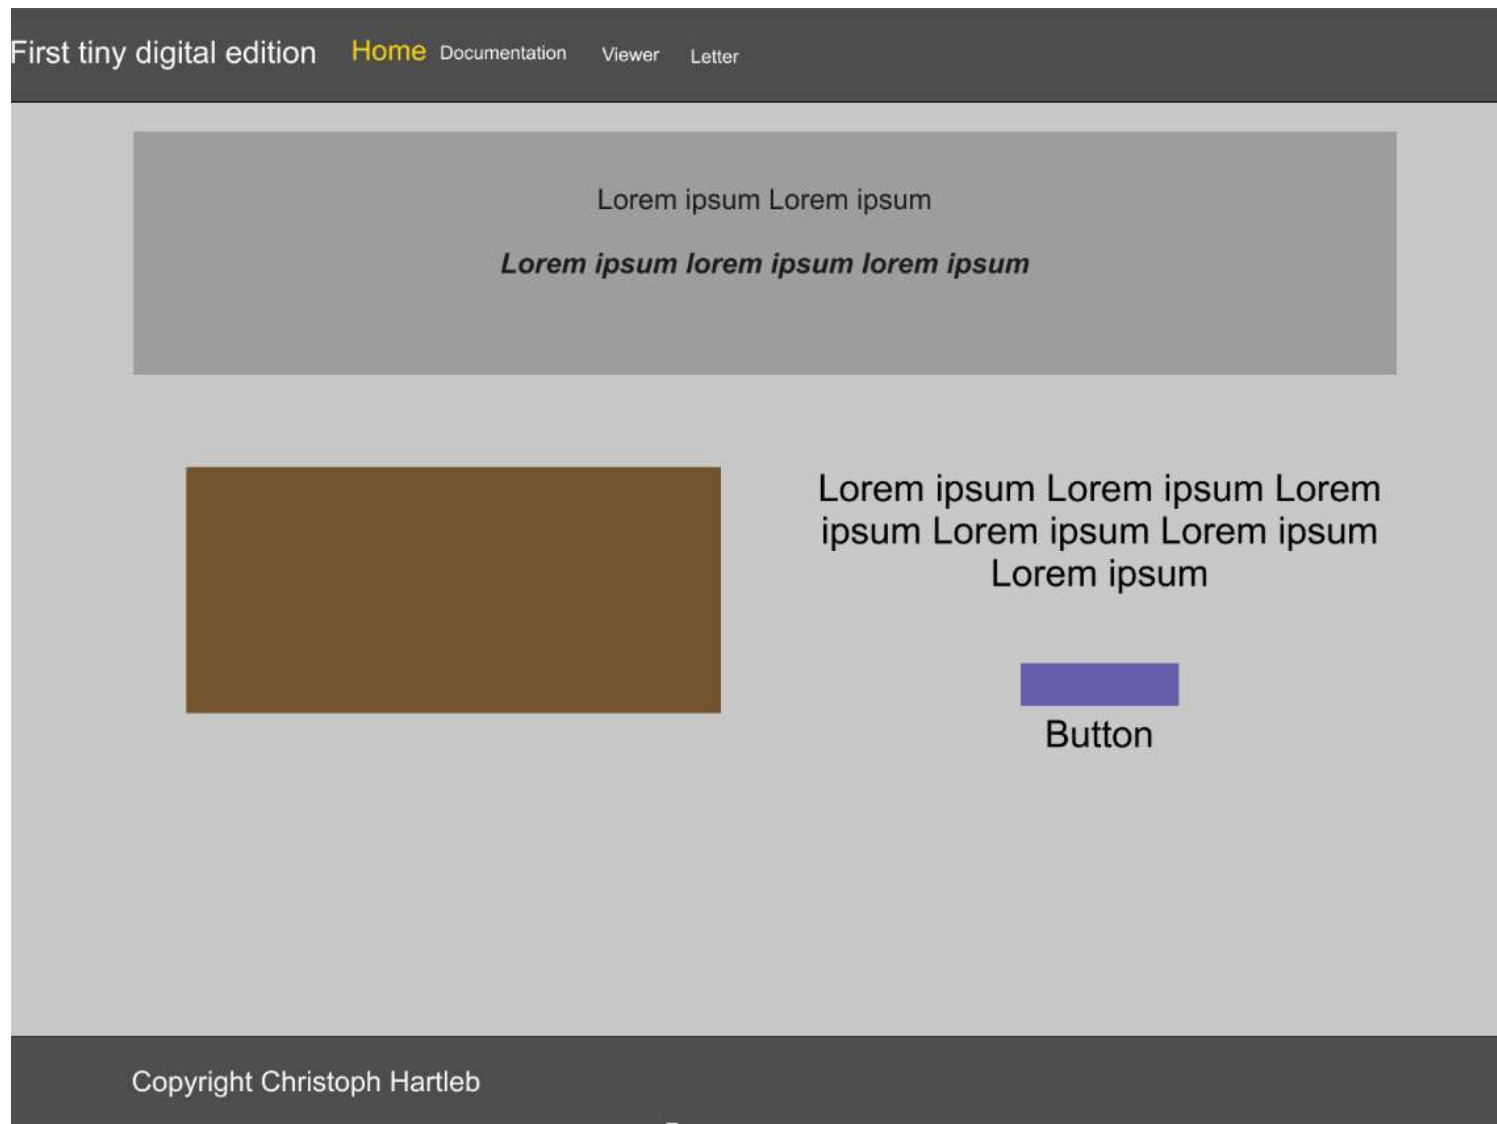 First tiny digital edition Home Documentation Viewer Letter
Lorem ipsum Lorem ipsum
Lorem ipsum lorem ipsum lorem ipsum
Lorem ipsum Lorem ipsum Lorem
ipsum Lorem ipsum Lorem ipsum
Lorem ipsum
Button
Copyright Christoph Hartleb